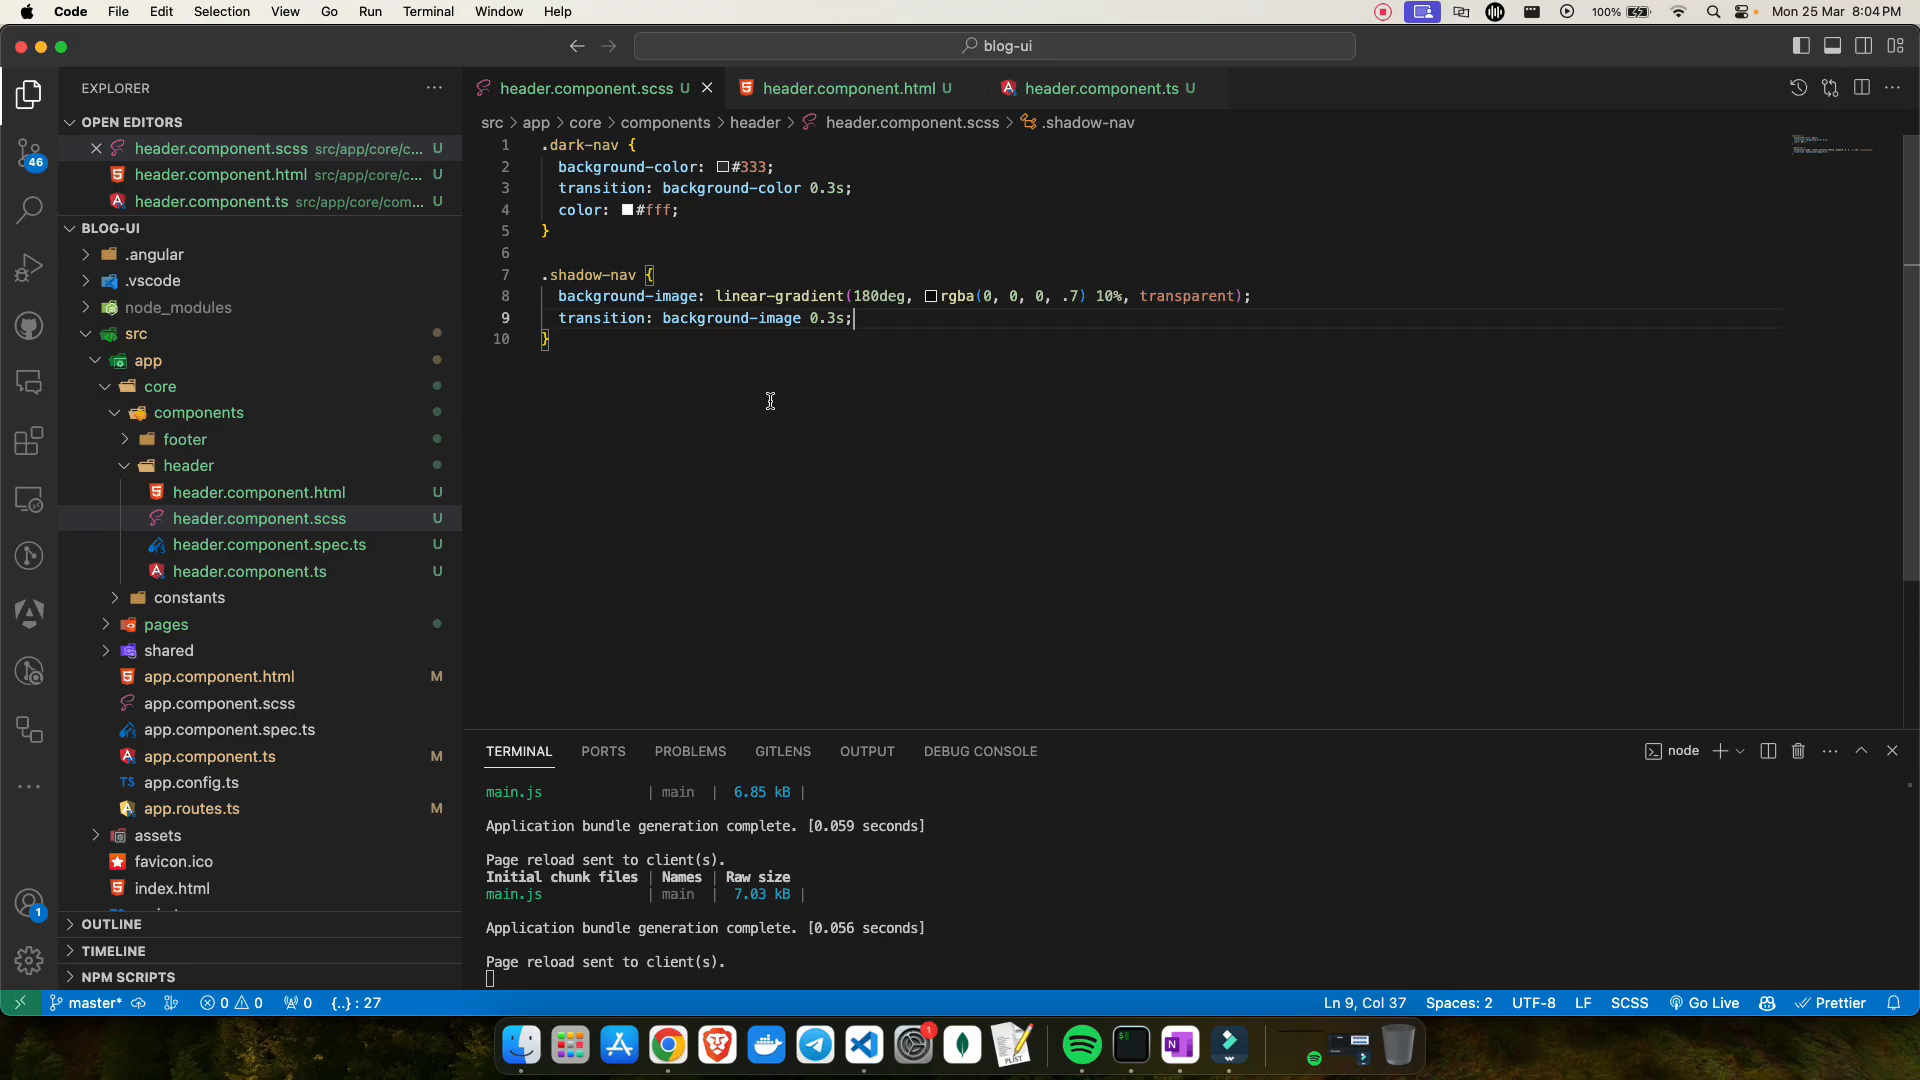 Code File Edit Selection View Go Run Terminal Window Help
100% Mon 25 Mar 8:04 PM
blog-ui
EXPLORER
OPEN EDITORS
header.component.scss src/app/core/c... U
header.component.html src/app/core/c... U
header.component.ts src/app/core/com... U
BLOG-UI
.angular
.vscode
node_modules
src
app
core
components
footer
header
header.component.html U
header.component.scss U
header.component.spec.ts U
header.component.ts U
constants
pages
shared
app.component.html M
app.component.scss
app.component.spec.ts
app.component.ts M
TS app.config.ts
app.routes.ts M
assets
favicon.ico
index.html
OUTLINE
TIMELINE
NPM SCRIPTS
46
1
header.component.scss U header.component.html U header.component.ts U
src > app > core > components > header > header.component.scss > .shadow-nav
1 .dark-nav {
2 background-color: #333;
3 transition: background-color 0.3s;
4 color: #fff;
5 }
6
7 .shadow-nav {
8 background-image: linear-gradient(180deg, rgba(0, 0, 0, .7) 10%, transparent);
9 transition: background-image 0.3s;
10 }
TERMINAL PORTS PROBLEMS GITLENS OUTPUT DEBUG CONSOLE
node
main.js | main | 6.85 kB |
Application bundle generation complete. [0.059 seconds]
Page reload sent to client(s).
Initial chunk files | Names | Raw size
main.js | main | 7.03 kB |
Application bundle generation complete. [0.056 seconds]
Page reload sent to client(s).
master* 0 0 0 {..} : 27
Ln 9, Col 37 Spaces: 2 UTF-8 LF SCSS Go Live Prettier
1
PLIST